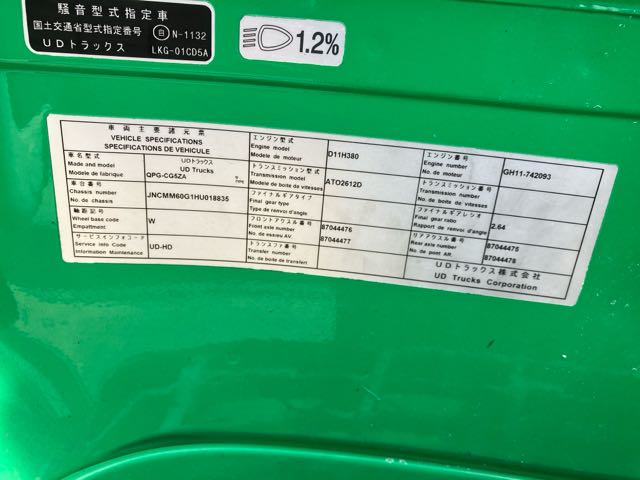 騒音型式指定車
国土交通省型式指定番号 自 N-1132
UDトラックス LKG-01CD5A
1.2%
車両主要諸元票
VEHICLE SPECIFICATIONS
SPECIFICATIONS DE VEHICULE
車名型式
Made and model
Modele de fabrique
UDトラックス
UD Trucks
QPG-CG5ZA
TYPE
車台番号
Chassis number
No. de chassis
JNCMM60G1HU018835
軸距記号
Wheel base code
Empattement
W
サービスインフォコード
Service info Code
Information Maintenance
UD-HD
エンジン型式
Engine model
Modele de moteur
D11H380
トランスミッション型式
Transmission model
Modele de boite de vitesses
ATO2612D
ファイナルギアタイプ
Final gear type
Type de renvoi d'angle
フロントアクスル番号
Front axle number
No. de essieu AV.
87044476
87044477
トランスファ番号
Transfer number
No. de boite de transfert
エンジン番号
Engine number
No. de moteur
GH11-742093
トランスミッション番号
Transmission number
No. de boite de vitesses
ファイナルギアレシオ
Final gear ratio
Rapport de renvoi d'angle
2.64
リアアクスル番号
Rear axle number
No. de pont AR.
87044475
87044478
UDトラックス株式会社
UD Trucks Corporation